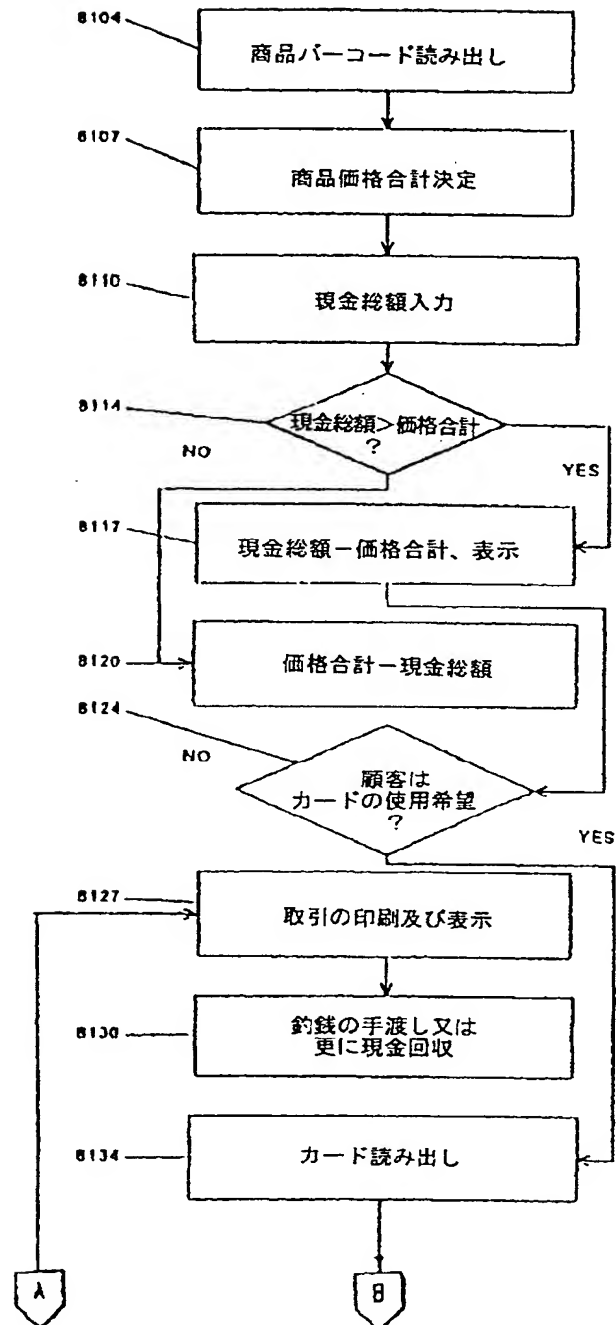 8104
商品バーコード読み出し
8107
商品価格合計決定
8110
現金総額入力
8114
現金総額>価格合計
?
NO
YES
8117
現金総額-価格合計、表示
8120
価格合計-現金総額
8124
NO
顧客は
カードの使用希望
?
YES
8127
取引の印刷及び表示
8130
釣銭の手渡し又は
更に現金回収
8134
カード読み出し
A
B